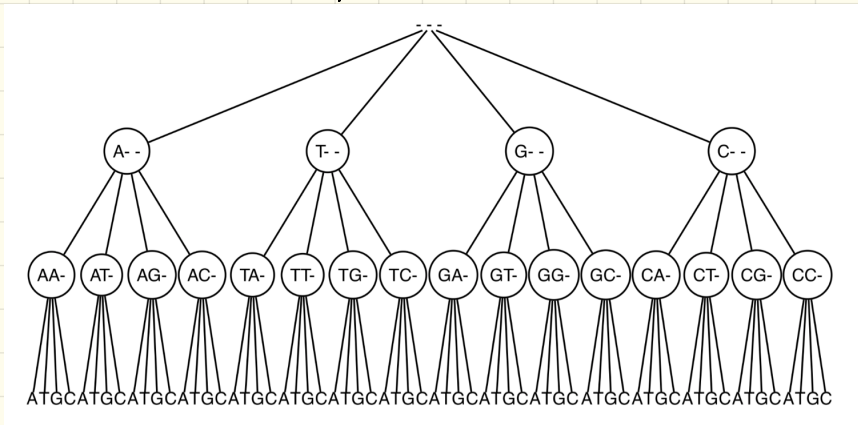 ---
A-- T-- G-- C--
AA- AT- AG- AC- TA- TT- TG- TC- GA- GT- GG- GC- CA- CT- CG- CC-
ATGCATGCATGCATGCATGCATGCATGCATGCATGCATGCATGCATGCATGCATGCATGCATGC